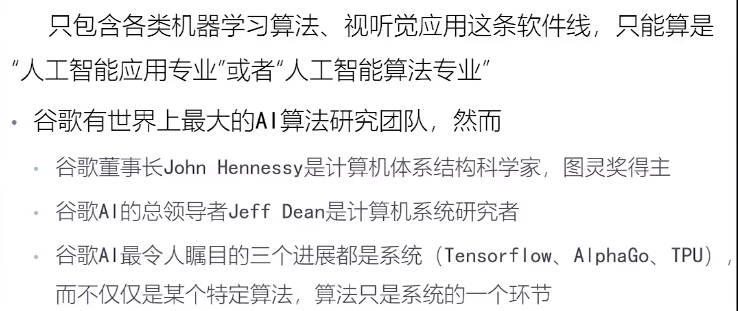 只包含各类机器学习算法、视听觉应用这条软件线，只能算是
“人工智能应用专业”或者“人工智能算法专业”
• 谷歌有世界上最大的AI算法研究团队，然而
• 谷歌董事长John Hennessy是计算机体系结构科学家，图灵奖得主
• 谷歌AI的总领导者Jeff Dean是计算机系统研究者
• 谷歌AI最令人瞩目的三个进展都是系统（Tensorflow、AlphaGo、TPU），
而不仅仅是某个特定算法，算法只是系统的一个环节